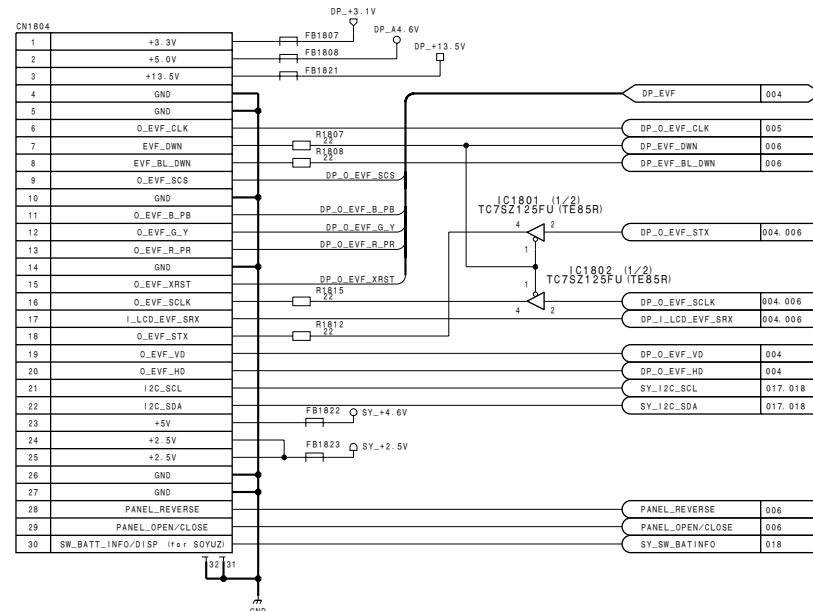 DP_+3.1V
DP_A4.6V
DP_+13.5V
CN1804
1 +3.3V FB1807
2 +5.0V FB1808
3 +13.5V FB1821
4 GND DP_EVF 004
5 GND
6 O_EVF_CLK DP_O_EVF_CLK 005
7 EVF_DWN R1807 22 DP_EVF_DWN 006
8 EVF_BL_DWN R1808 22 DP_EVF_BL_DWN 006
9 O_EVF_SCS DP_O_EVF_SCS
10 GND
IC1801 (1/2)
TC7SZ125FU(TE85R)
11 O_EVF_B_PB DP_O_EVF_B_PB
12 O_EVF_G_Y DP_O_EVF_G_Y 4 2 DP_O_EVF_STX 004.006
13 O_EVF_R_PR DP_O_EVF_R_PR 1
14 GND
IC1802 (1/2)
TC7SZ125FU(TE85R)
15 O_EVF_XRST DP_O_EVF_XRST 1
16 O_EVF_SCLK R1815 22 4 2 DP_O_EVF_SCLK 004.006
17 I_LCD_EVF_SRX DP_I_LCD_EVF_SRX 004.006
18 O_EVF_STX R1812 22
19 O_EVF_VD DP_O_EVF_VD 004
20 O_EVF_HD DP_O_EVF_HD 004
21 I2C_SCL SY_I2C_SCL 017.018
22 I2C_SDA SY_I2C_SDA 017.018
23 +5V FB1822 SY_+4.6V
24 +2.5V
25 +2.5V FB1823 SY_+2.5V
26 GND
27 GND
28 PANEL_REVERSE PANEL_REVERSE 006
29 PANEL_OPEN/CLOSE PANEL_OPEN/CLOSE 006
30 SW_BATT_INFO/DISP (for SOYUZ) SY_SW_BATINFO 018
32 31
GND